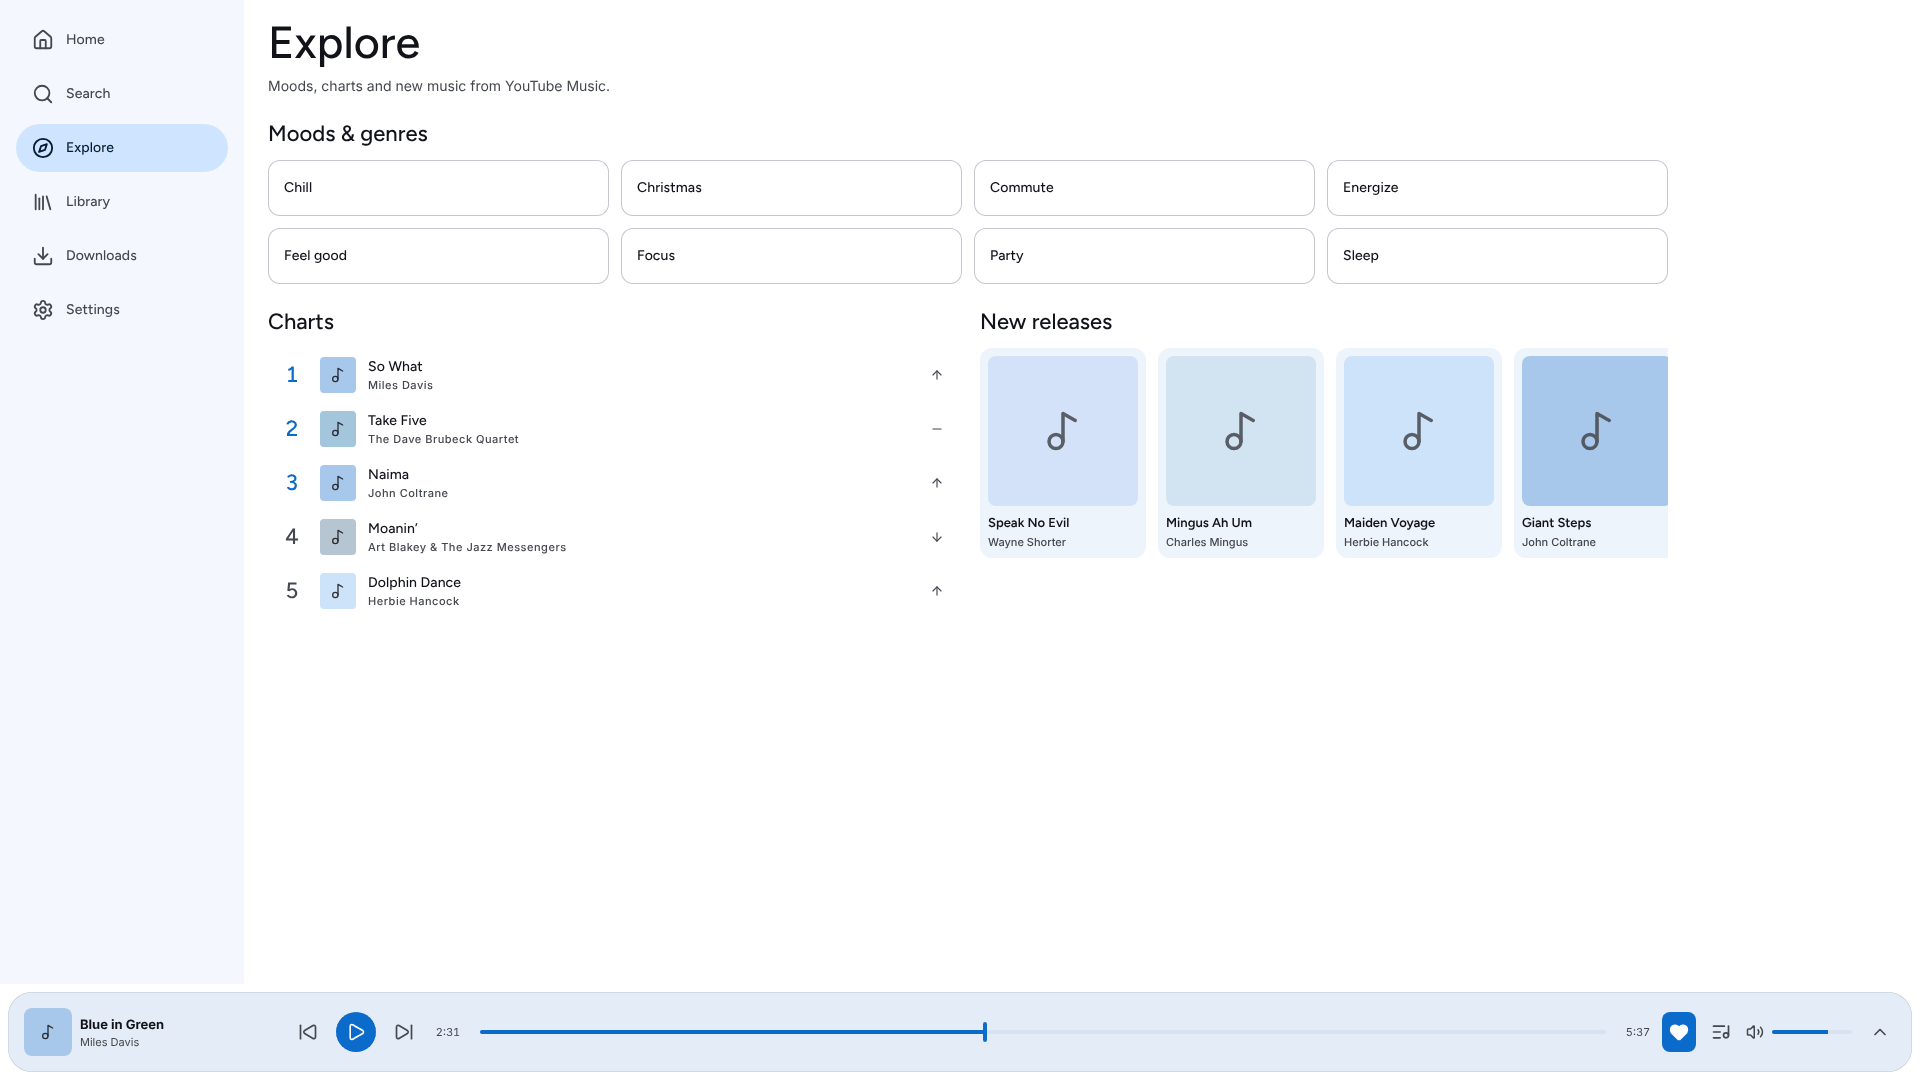 Home
Search
Explore
Library
Downloads
Settings
Explore
Moods, charts and new music from YouTube Music.
Moods & genres
Chill
Christmas
Commute
Energize
Feel good
Focus
Party
Sleep
Charts
1
So What
Miles Davis
2
Take Five
The Dave Brubeck Quartet
3
Naima
John Coltrane
4
Moanin’
Art Blakey & The Jazz Messengers
5
Dolphin Dance
Herbie Hancock
New releases
Speak No Evil
Wayne Shorter
Mingus Ah Um
Charles Mingus
Maiden Voyage
Herbie Hancock
Giant Steps
John Coltrane
Blue in Green
Miles Davis
2:31
5:37